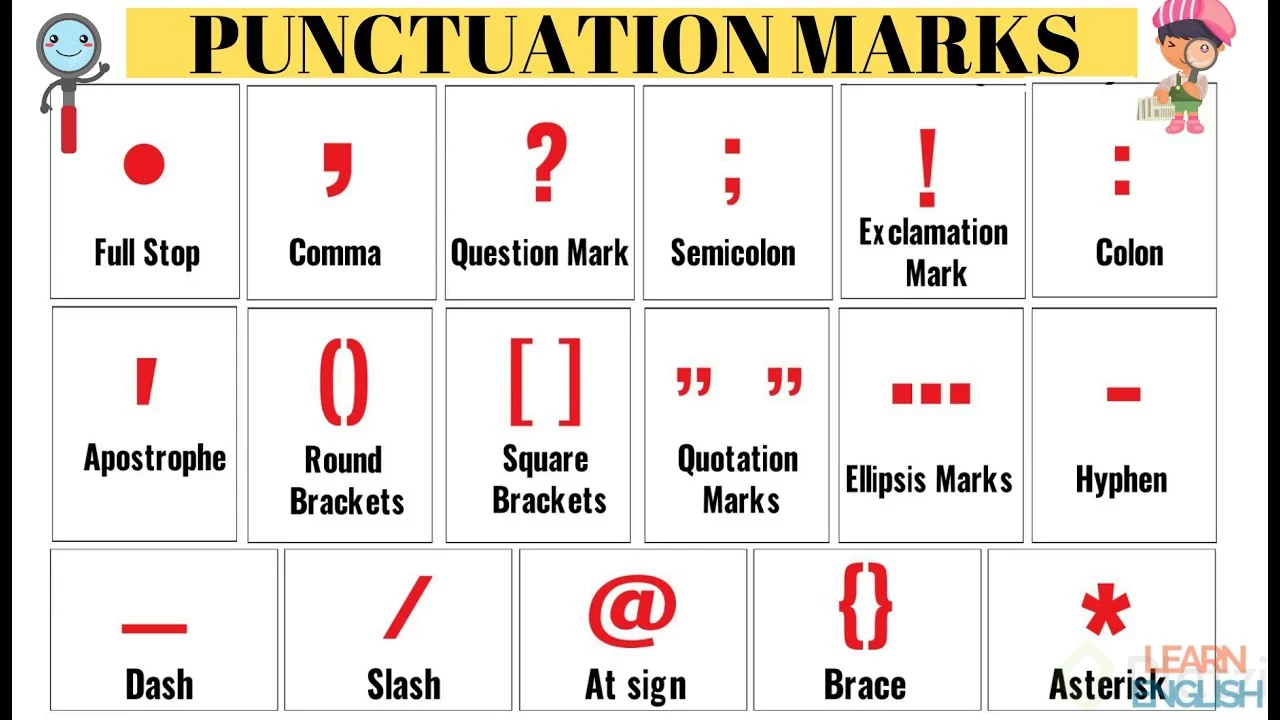 PUNCTUATION MARKS
• , ? ; ! :
Full Stop Comma Question Mark Semicolon Exclamation Mark Colon
' () [ ] ” ” ... -
Apostrophe Round Brackets Square Brackets Quotation Marks Ellipsis Marks Hyphen
— / @ {} *
Dash Slash At sign Brace Asterisk
LEARN
ENGLISH